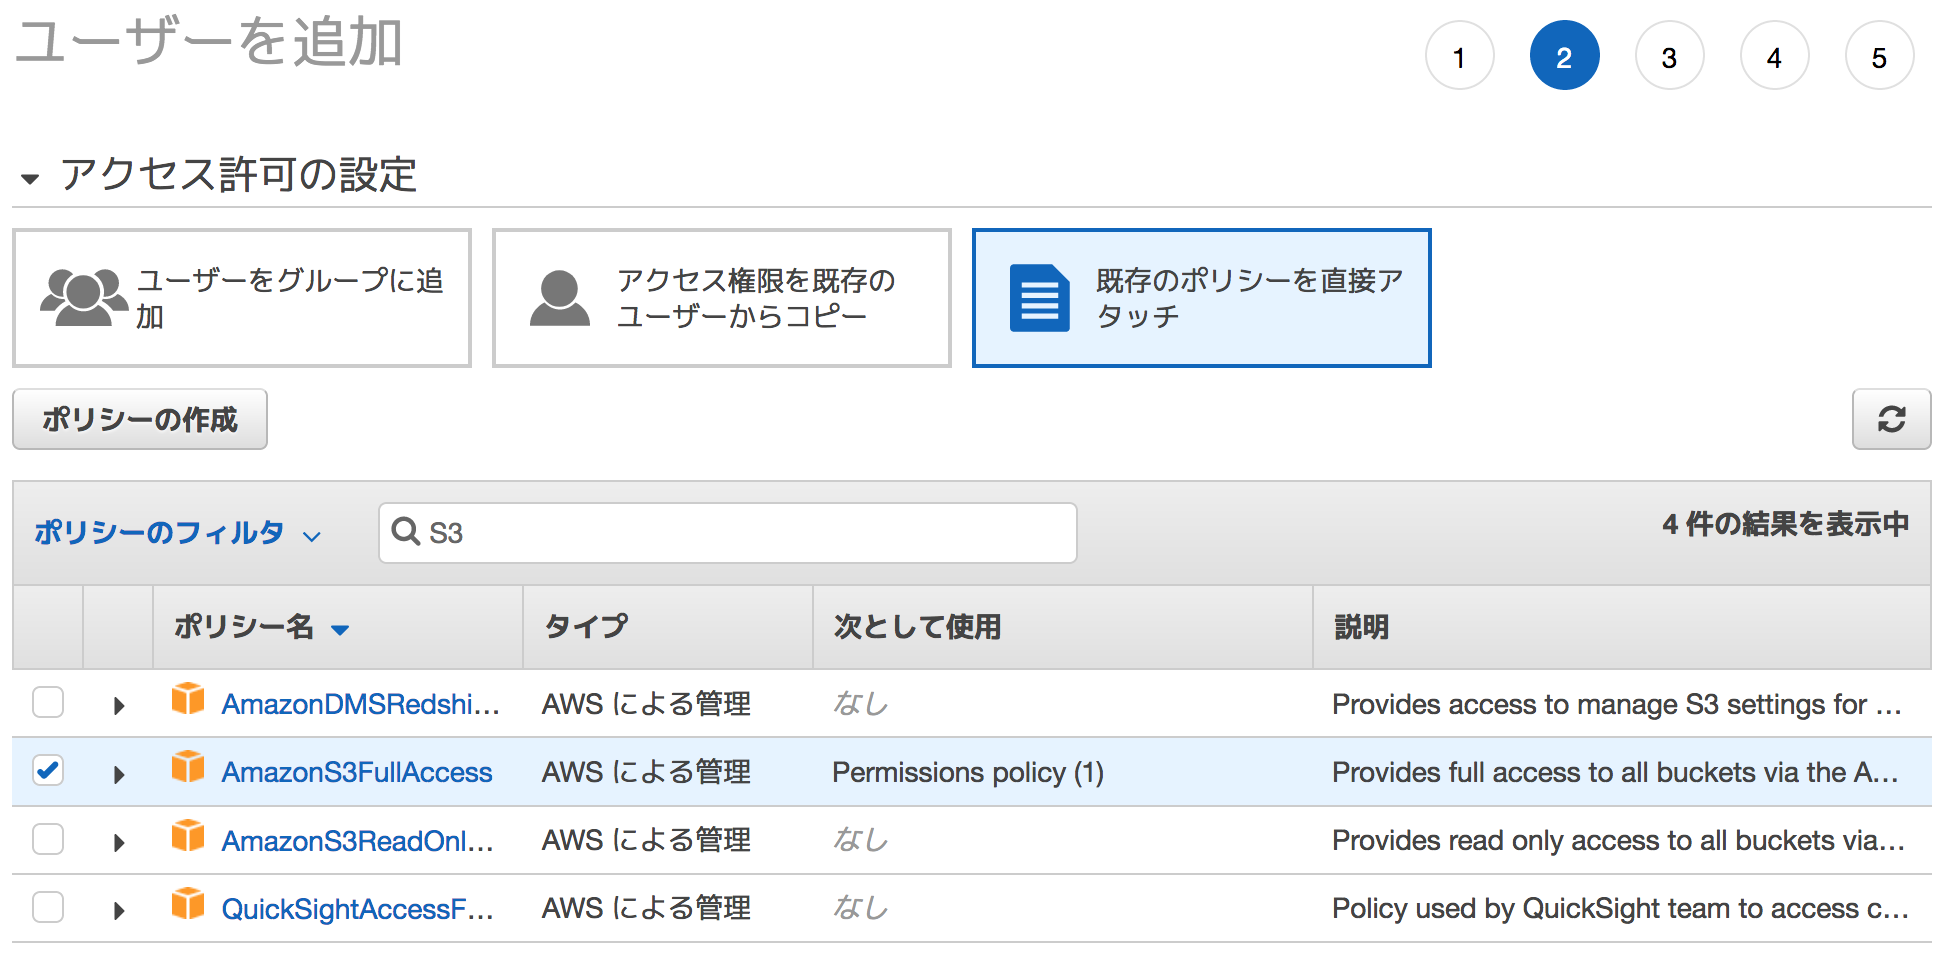 ユーザーを追加
1 2 3 4 5
アクセス許可の設定
ユーザーをグループに追
加
アクセス権限を既存の
ユーザーからコピー
既存のポリシーを直接ア
タッチ
ポリシーの作成
ポリシーのフィルタ S3 4 件の結果を表示中
ポリシー名 タイプ 次として使用 説明
AmazonDMSRedshi... AWS による管理 なし Provides access to manage S3 settings for ...
AmazonS3FullAccess AWS による管理 Permissions policy (1) Provides full access to all buckets via the A...
AmazonS3ReadOnl... AWS による管理 なし Provides read only access to all buckets via...
QuickSightAccessF... AWS による管理 なし Policy used by QuickSight team to access c...